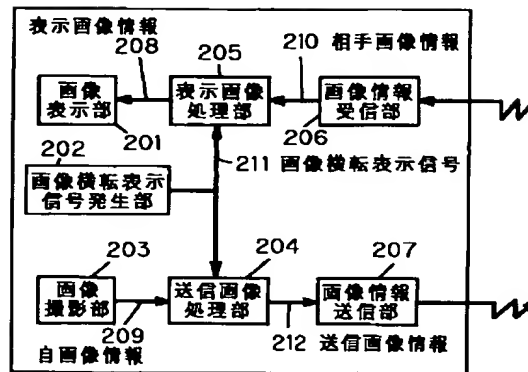 表示画像情報
208
205
210 相手画像情報
画像
表示部
表示画像
処理部
画像情報
受信部
201
206
202
211 画像横転表示信号
画像横転表示
信号発生部
203
204
207
画像
撮影部
送信画像
処理部
画像情報
送信部
209
自画像情報
212 送信画像情報